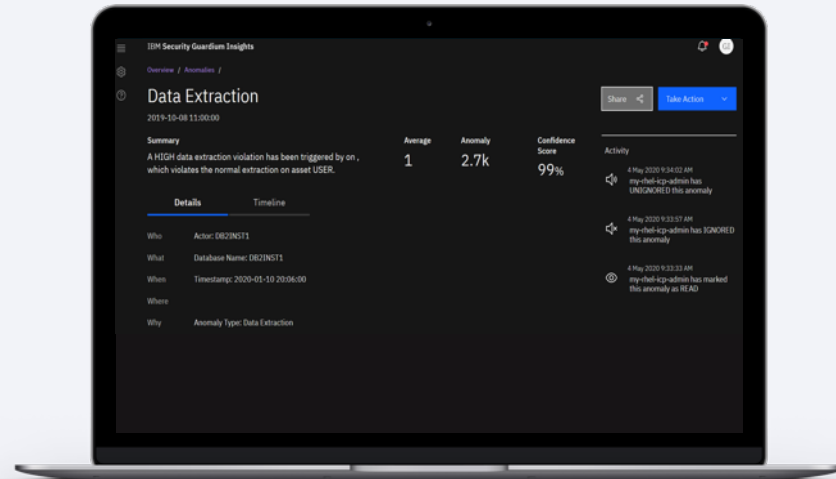 IBM Security Guardium Insights
GI
Overview / Anomalies /
Data Extraction
2019-10-08 11:00:00
Share
Take Action
Summary
A HIGH data extraction violation has been triggered by on ,
which violates the normal extraction on asset USER.
Average
1
Anomaly
2.7k
Confidence
Score
99%
Details
Timeline
Who Actor: DB2INST1
What Database Name: DB2INST1
When Timestamp: 2020-01-10 20:06:00
Where
Why Anomaly Type: Data Extraction
Activity
4 May 2020 9:34:02 AM
my-rhel-icp-admin has
UNIGNORED this anomaly
4 May 2020 9:33:57 AM
my-rhel-icp-admin has IGNORED
this anomaly
4 May 2020 9:33:33 AM
my-rhel-icp-admin has marked
this anomaly as READ